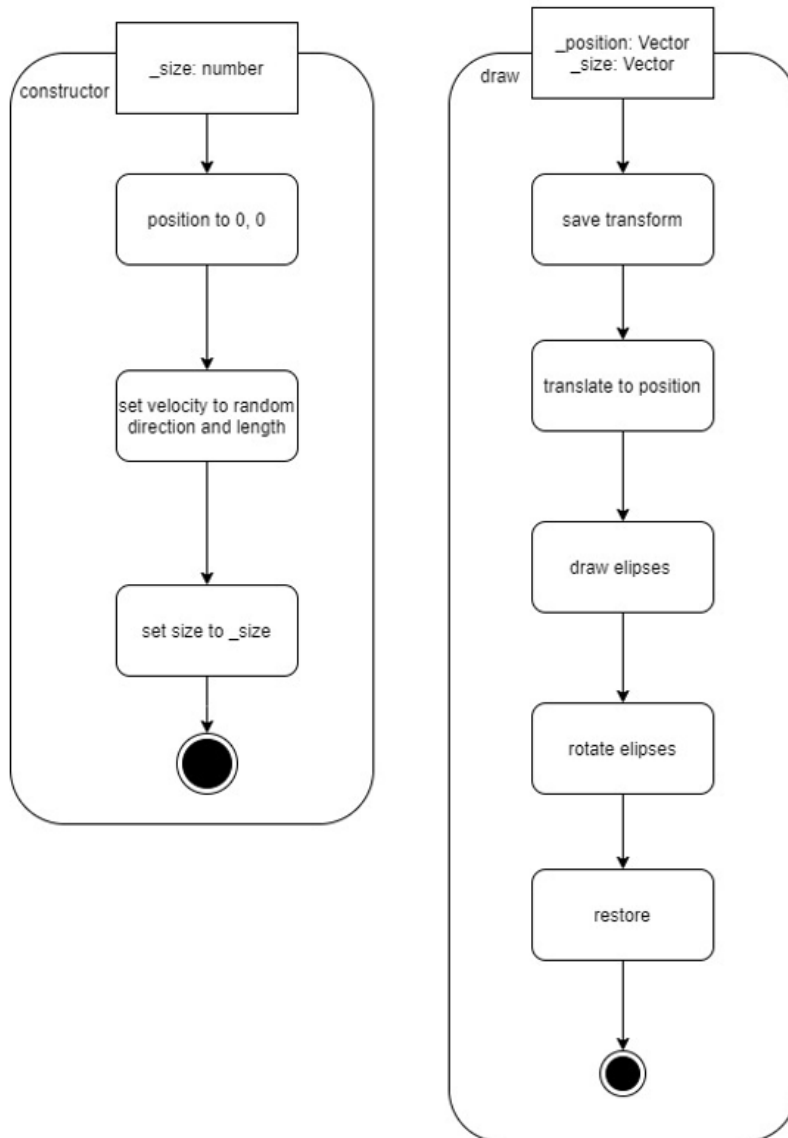 constructor
_size: number
position to 0, 0
set velocity to random
direction and length
set size to _size
draw
_position: Vector
_size: Vector
save transform
translate to position
draw elipses
rotate elipses
restore